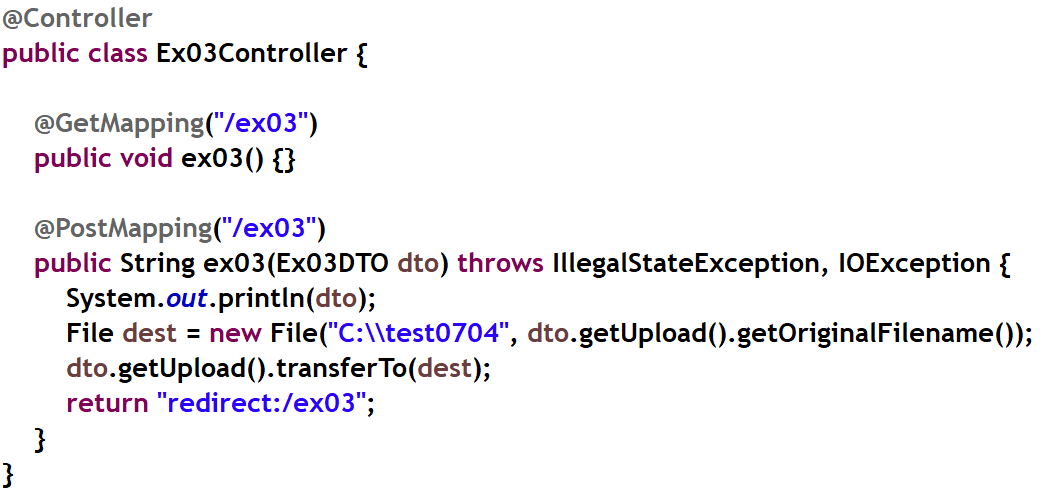 @Controller
public class Ex03Controller {
@GetMapping("/ex03")
public void ex03() {}
@PostMapping("/ex03")
public String ex03(Ex03DTO dto) throws IllegalStateException, IOException {
System.out.println(dto);
File dest = new File("C:\\test0704", dto.getUpload().getOriginalFilename());
dto.getUpload().transferTo(dest);
return "redirect:/ex03";
}
}